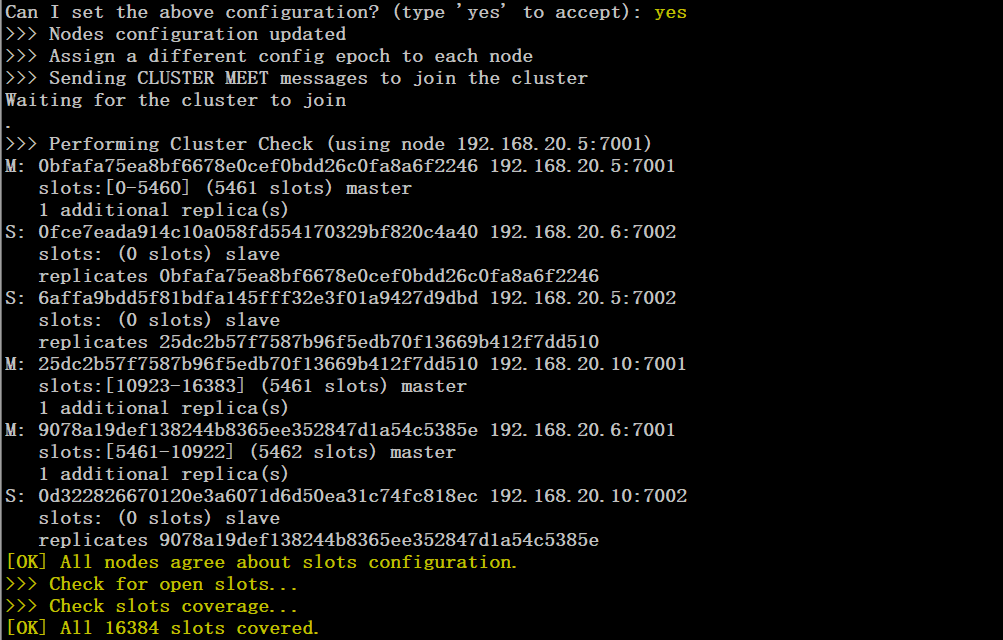 Can I set the above configuration? (type 'yes' to accept): yes
>>> Nodes configuration updated
>>> Assign a different config epoch to each node
>>> Sending CLUSTER MEET messages to join the cluster
Waiting for the cluster to join
.
>>> Performing Cluster Check (using node 192.168.20.5:7001)
M: 0bfafa75ea8bf6678e0cef0bdd26c0fa8a6f2246 192.168.20.5:7001
   slots:[0-5460] (5461 slots) master
   1 additional replica(s)
S: 0fce7eada914c10a058fd554170329bf820c4a40 192.168.20.6:7002
   slots: (0 slots) slave
   replicates 0bfafa75ea8bf6678e0cef0bdd26c0fa8a6f2246
S: 6affa9bdd5f81bdfa145fff32e3f01a9427d9dbd 192.168.20.5:7002
   slots: (0 slots) slave
   replicates 25dc2b57f7587b96f5edb70f13669b412f7dd510
M: 25dc2b57f7587b96f5edb70f13669b412f7dd510 192.168.20.10:7001
   slots:[10923-16383] (5461 slots) master
   1 additional replica(s)
M: 9078a19def138244b8365ee352847d1a54c5385e 192.168.20.6:7001
   slots:[5461-10922] (5462 slots) master
   1 additional replica(s)
S: 0d322826670120e3a6071d6d50ea31c74fc818ec 192.168.20.10:7002
   slots: (0 slots) slave
   replicates 9078a19def138244b8365ee352847d1a54c5385e
[OK] All nodes agree about slots configuration.
>>> Check for open slots...
>>> Check slots coverage...
[OK] All 16384 slots covered.